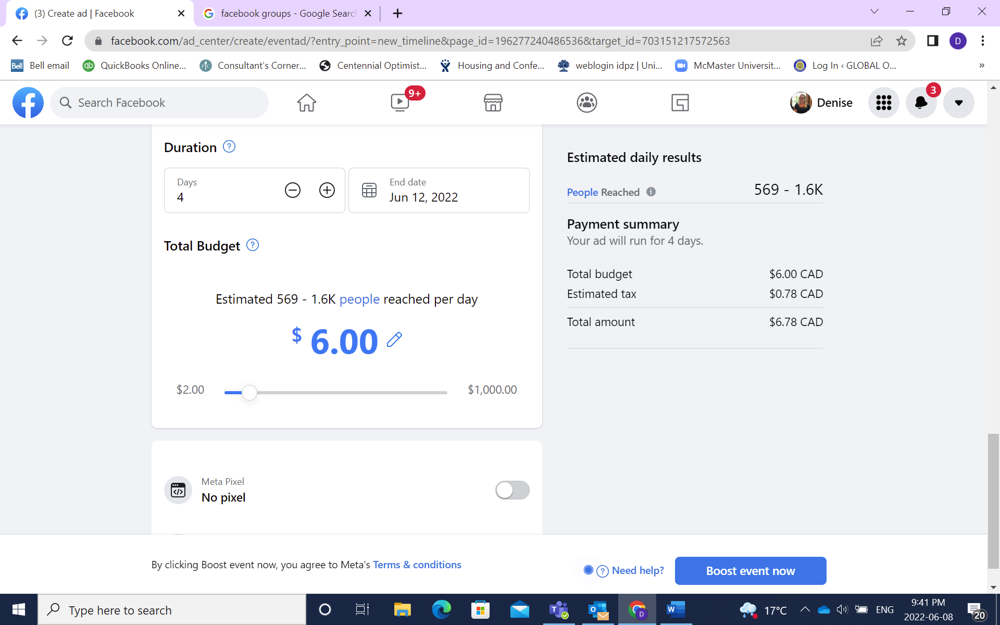 (3) Create ad | Facebook
facebook groups - Google Search
facebook.com/ad_center/create/eventad/?entry_point=new_timeline&page_id=196277240486536&target_id=703151217572563
D
Bell
Bell email
qb
QuickBooks Online...
Consultant's Corner...
Centennial Optimist...
Housing and Confe...
weblogin idpz | Uni...
McMaster Universit...
Log In ‹ GLOBAL O...
»
Search Facebook
9+
Denise
3
Duration
Days
4
End date
Jun 12, 2022
Total Budget
Estimated 569 - 1.6K people reached per day
$ 6.00
$2.00
$1,000.00
Estimated daily results
People Reached
569 - 1.6K
Payment summary
Your ad will run for 4 days.
Total budget
$6.00 CAD
Estimated tax
$0.78 CAD
Total amount
$6.78 CAD
Meta Pixel
No pixel
By clicking Boost event now, you agree to Meta's Terms & conditions
Need help?
Boost event now
Type here to search
17°C
ENG
9:41 PM
2022-06-08
20